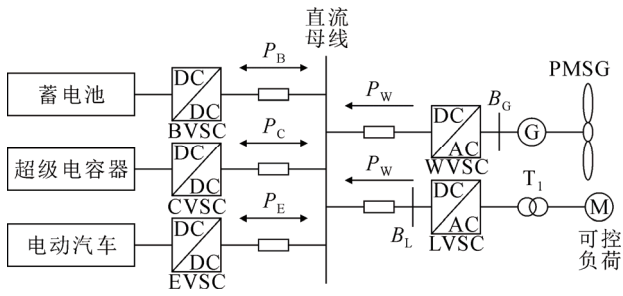 直流
母线
蓄电池
DC
DC
BVSC
P_B
超级电容器
DC
DC
CVSC
P_C
电动汽车
DC
DC
EVSC
P_E
P_W
DC
AC
WVSC
B_G
G
PMSG
P_W
B_L
DC
AC
LVSC
T_1
M
可控
负荷